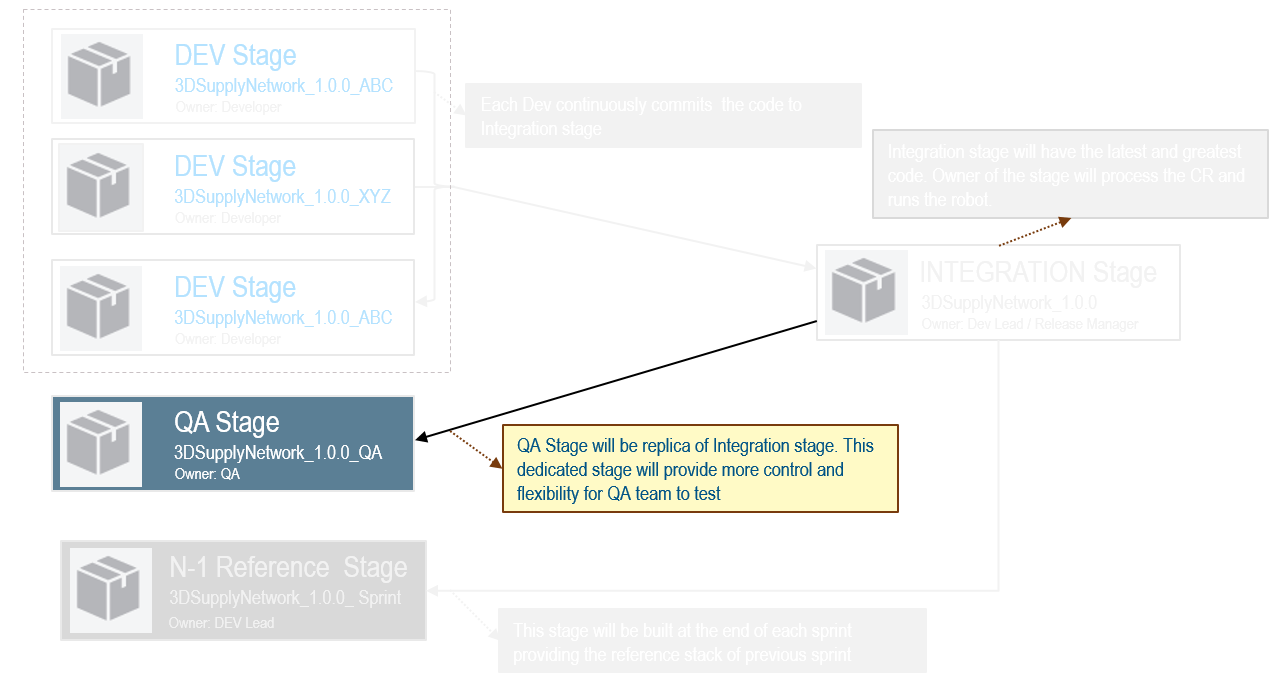 DEV Stage
3DSupplyNetwork_1.0.0_ABC
Owner: Developer
Each Dev continuously commits the code to
Integration stage
DEV Stage
3DSupplyNetwork_1.0.0_XYZ
Owner: Developer
Integration stage will have the latest and greatest
code. Owner of the stage will process the CR and
runs the robot.
DEV Stage
3DSupplyNetwork_1.0.0_ABC
Owner: Developer
INTEGRATION Stage
3DSupplyNetwork_1.0.0
Owner: Dev Lead / Release Manager
QA Stage
3DSupplyNetwork_1.0.0_QA
Owner: QA
QA Stage will be replica of Integration stage. This
dedicated stage will provide more control and
flexibility for QA team to test
N-1 Reference Stage
3DSupplyNetwork_1.0.0_ Sprint
Owner: DEV Lead
This stage will be built at the end of each sprint
providing the reference stack of previous sprint